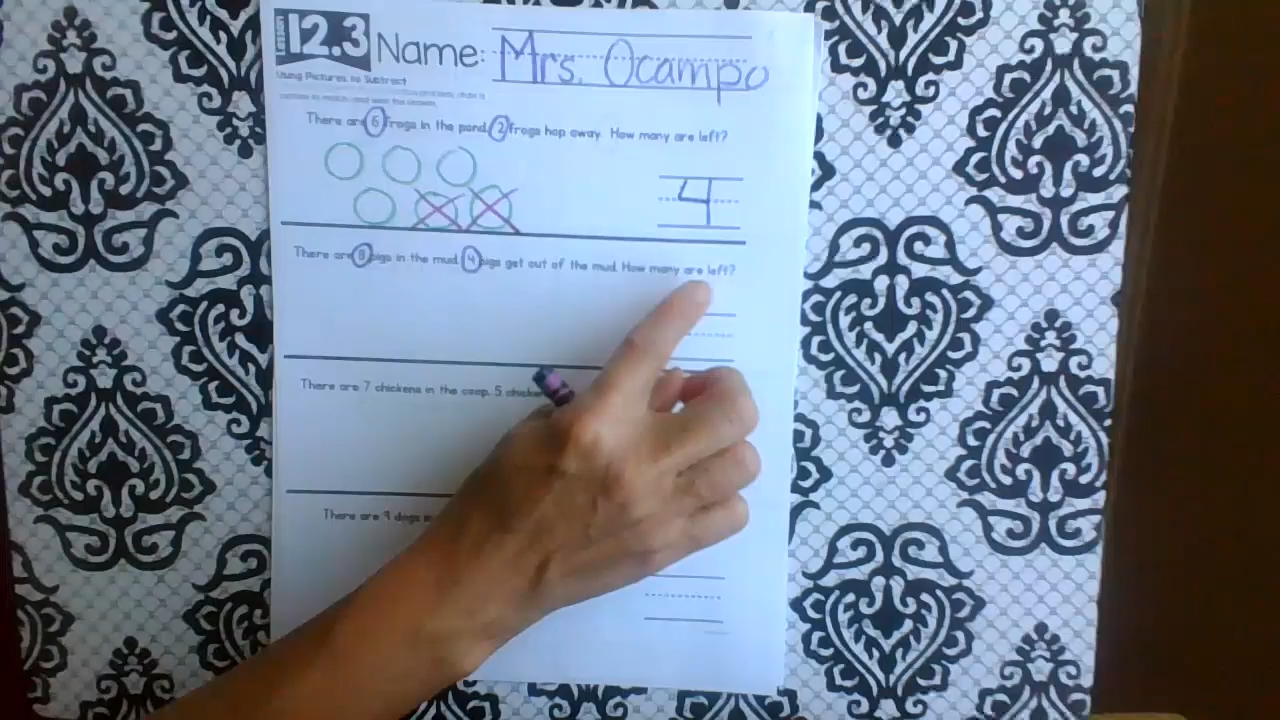 LESSON 12.3 Name: Mrs. Ocampo
Using Pictures to Subtract
There are 6 frogs in the pond. 2 frogs hop away. How many are left?
4
There are 8 pigs in the mud. 4 pigs get out of the mud. How many are left?
There are 7 chickens in the coop. 5
There are 9 dogs